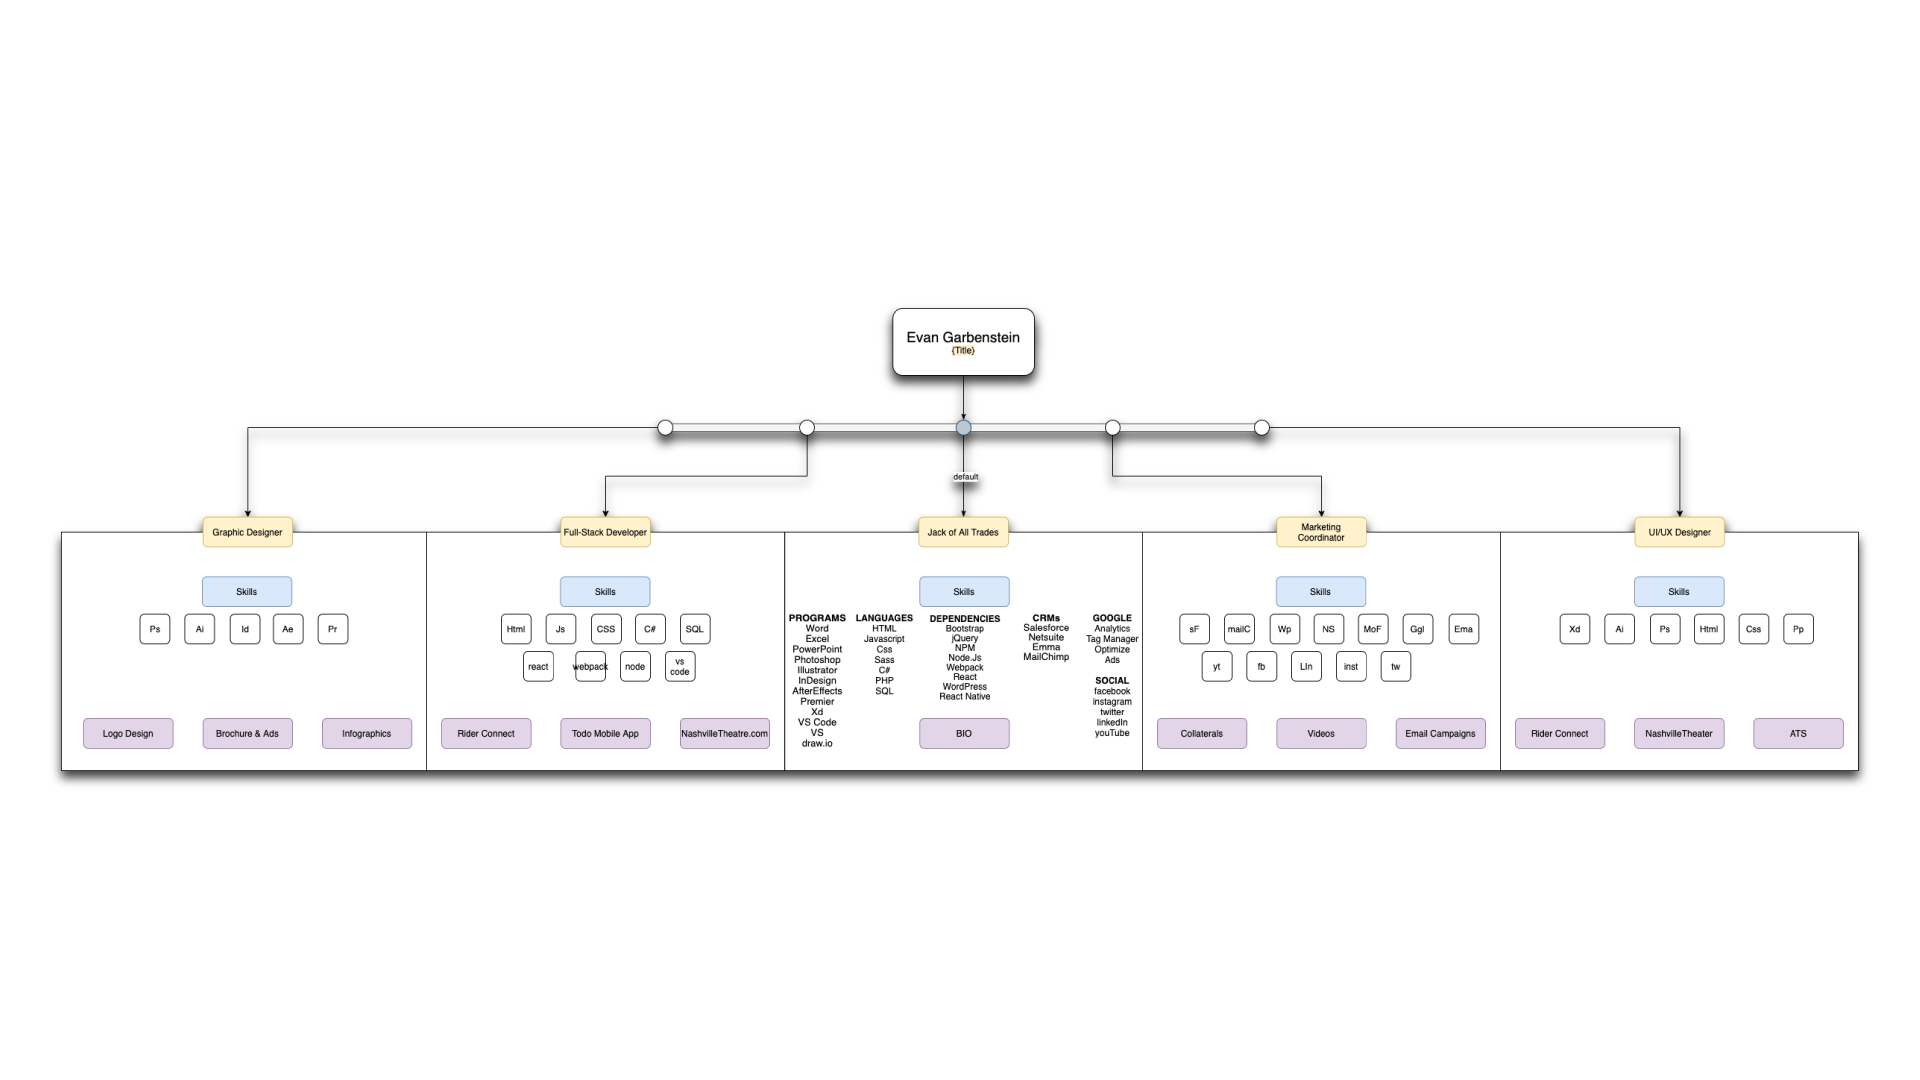 Evan Garbenstein
{Title}
default
Graphic Designer
Skills
Ps
Ai
Id
Ae
Pr
Logo Design
Brochure & Ads
Infographics
Full-Stack Developer
Skills
Html
Js
CSS
C#
SQL
react
webpack
node
vs
code
Rider Connect
Todo Mobile App
NashvilleTheatre.com
Jack of All Trades
Skills
PROGRAMS
Word
Excel
PowerPoint
Photoshop
Illustrator
InDesign
AfterEffects
Premier
Xd
VS Code
VS
draw.io
LANGUAGES
HTML
Javascript
Css
Sass
C#
PHP
SQL
DEPENDENCIES
Bootstrap
jQuery
NPM
Node.Js
Webpack
React
WordPress
React Native
CRMs
Salesforce
Netsuite
Emma
MailChimp
GOOGLE
Analytics
Tag Manager
Optimize
Ads
SOCIAL
facebook
instagram
twitter
linkedIn
youTube
BIO
Marketing
Coordinator
Skills
sF
mailC
Wp
NS
MoF
Ggl
Ema
yt
fb
LIn
inst
tw
Collaterals
Videos
Email Campaigns
UI/UX Designer
Skills
Xd
Ai
Ps
Html
Css
Pp
Rider Connect
NashvilleTheater
ATS